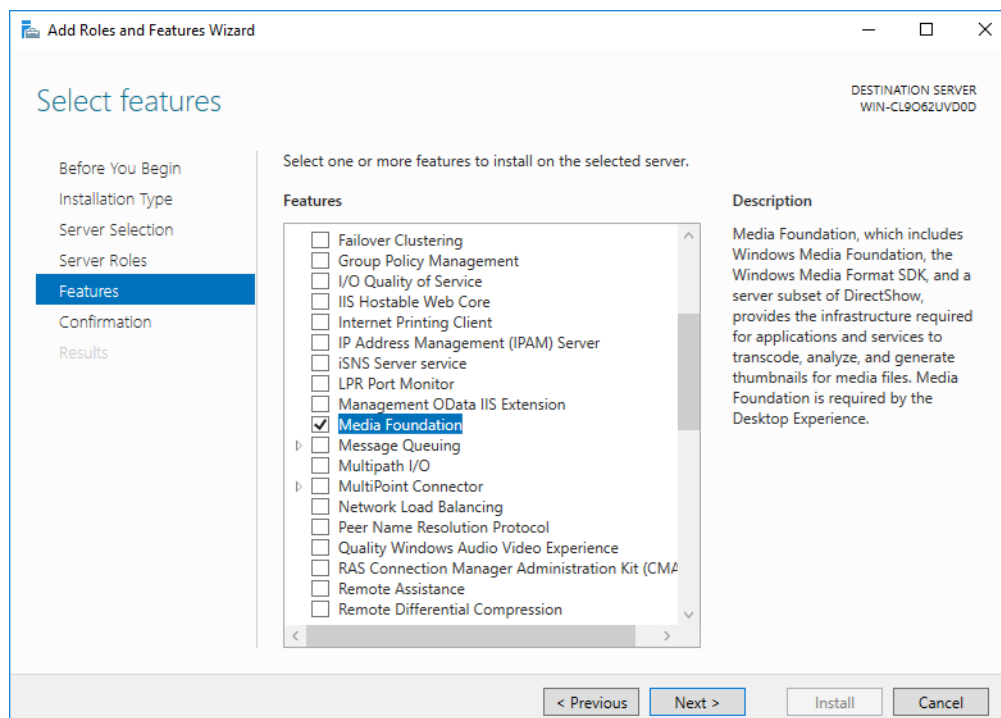 Add Roles and Features Wizard
Select features
DESTINATION SERVER
WIN-CL9O62UVD0D
Before You Begin
Installation Type
Server Selection
Server Roles
Features
Confirmation
Results
Select one or more features to install on the selected server.
Features
Failover Clustering
Group Policy Management
I/O Quality of Service
IIS Hostable Web Core
Internet Printing Client
IP Address Management (IPAM) Server
iSNS Server service
LPR Port Monitor
Management OData IIS Extension
Media Foundation
Message Queuing
Multipath I/O
MultiPoint Connector
Network Load Balancing
Peer Name Resolution Protocol
Quality Windows Audio Video Experience
RAS Connection Manager Administration Kit (CMA
Remote Assistance
Remote Differential Compression
Description
Media Foundation, which includes
Windows Media Foundation, the
Windows Media Format SDK, and a
server subset of DirectShow,
provides the infrastructure required
for applications and services to
transcode, analyze, and generate
thumbnails for media files. Media
Foundation is required by the
Desktop Experience.
< Previous
Next >
Install
Cancel